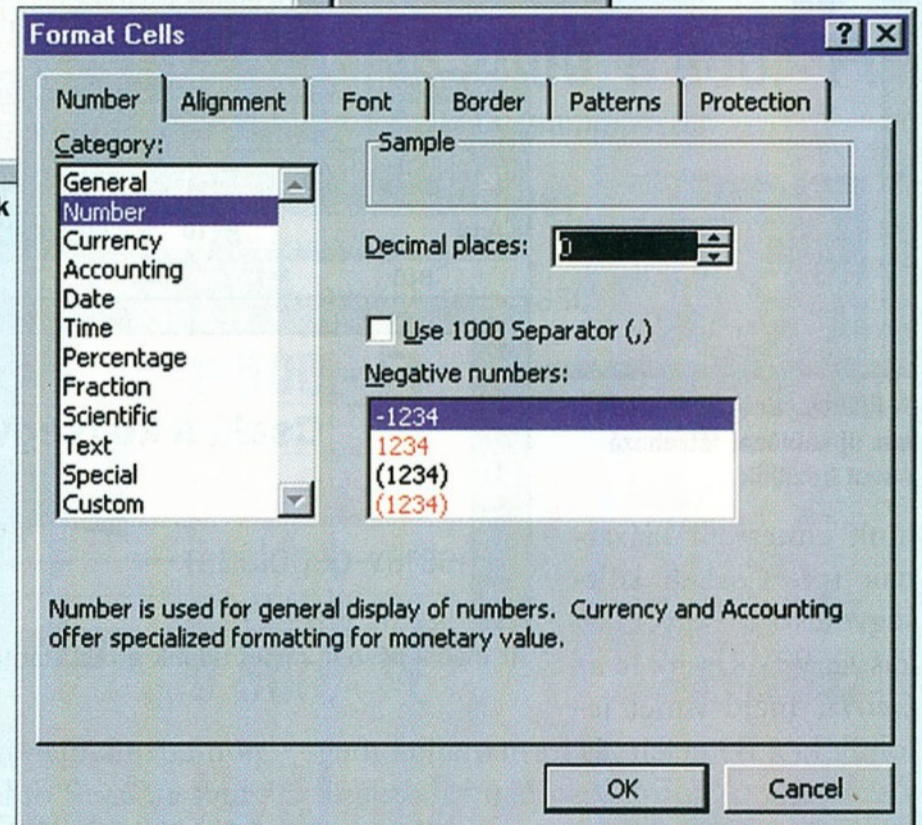 Format Cells
Number Alignment Font Border Patterns Protection
Category:
General
Number
Currency
Accounting
Date
Time
Percentage
Fraction
Scientific
Text
Special
Custom
Sample
Decimal places: 0
Use 1000 Separator (,)
Negative numbers:
-1234
1234
(1234)
(1234)
Number is used for general display of numbers. Currency and Accounting
offer specialized formatting for monetary value.
OK Cancel
k